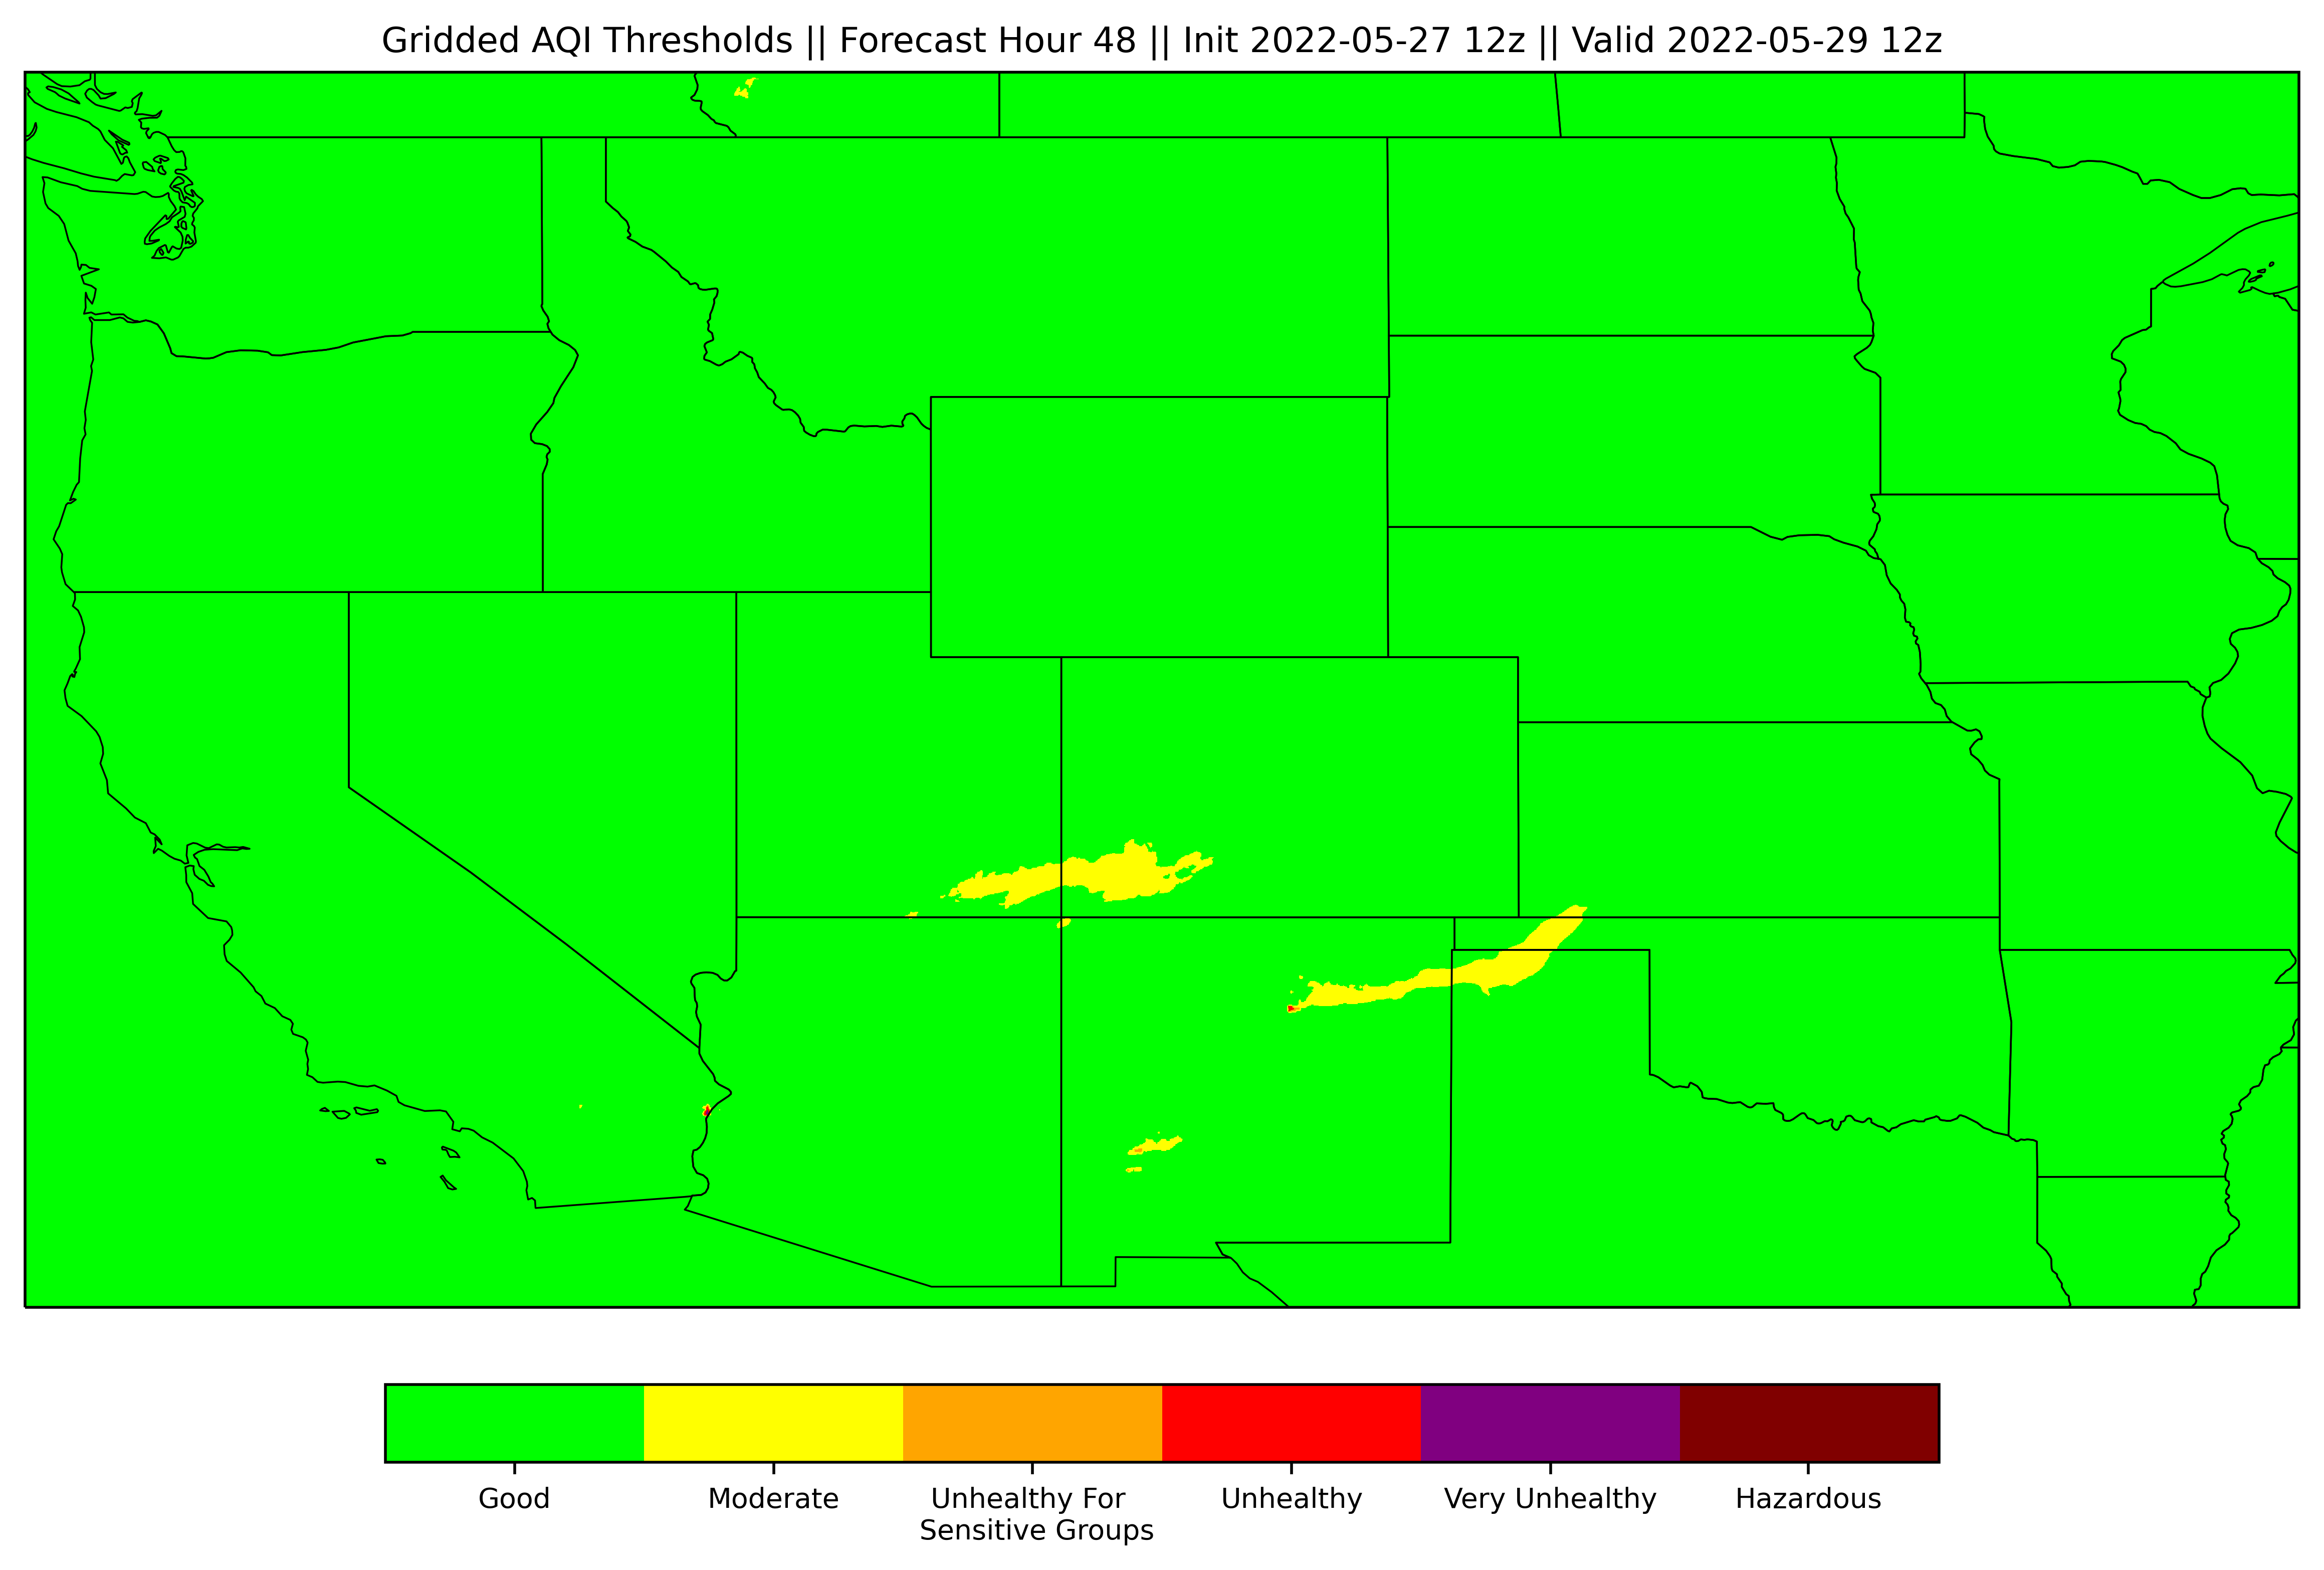 Gridded AQI Thresholds || Forecast Hour 48 || Init 2022-05-27 12z || Valid 2022-05-29 12z
Good Moderate Unhealthy For Unhealthy Very Unhealthy Hazardous
Sensitive Groups